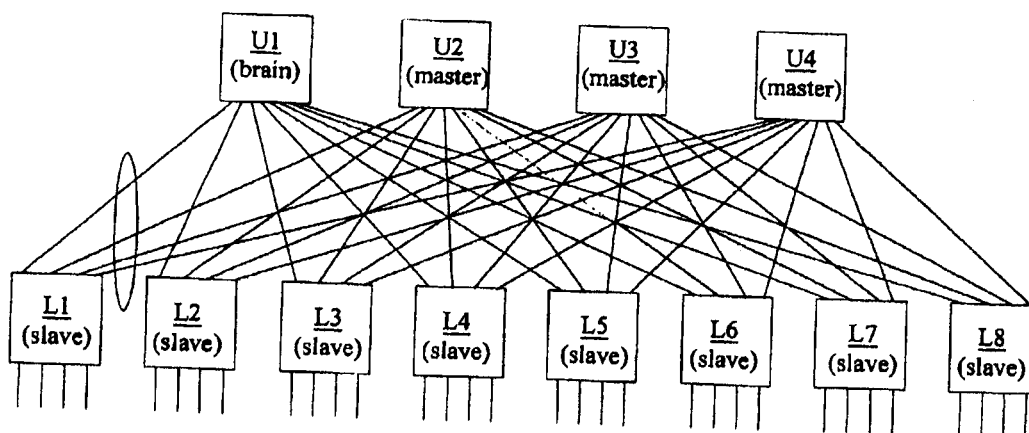 U1
(brain)
U2
(master)
U3
(master)
U4
(master)
L1
(slave)
L2
(slave)
L3
(slave)
L4
(slave)
L5
(slave)
L6
(slave)
L7
(slave)
L8
(slave)